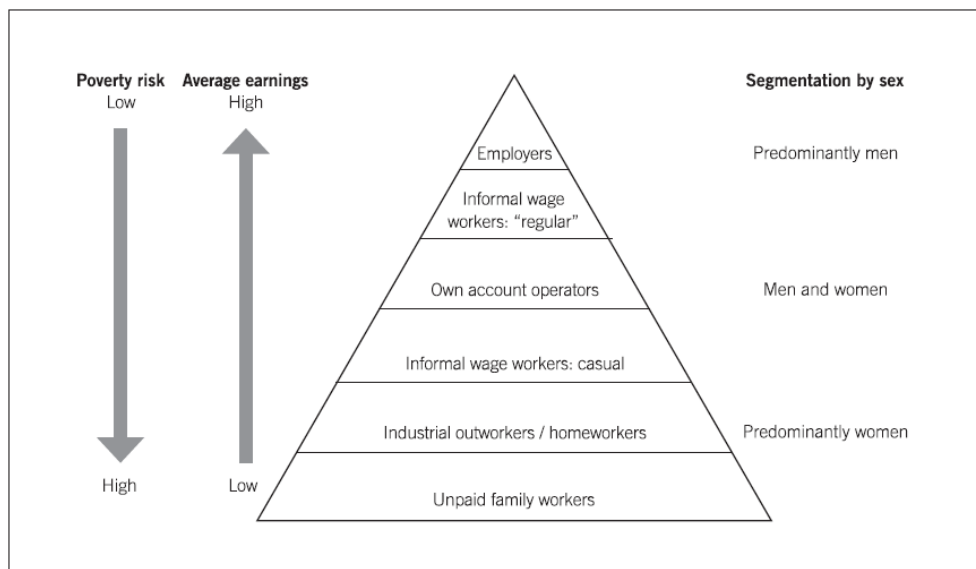 Poverty risk
Low
Average earnings
High
Segmentation by sex
Employers
Predominantly men
Informal wage
workers: “regular”
Own account operators
Men and women
Informal wage workers: casual
Industrial outworkers / homeworkers
Predominantly women
High
Low
Unpaid family workers